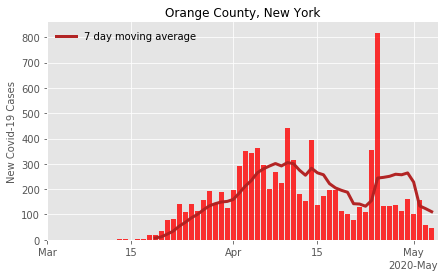 Orange County, New York
7 day moving average
New Covid-19 Cases
800
700
600
500
400
300
200
100
0
Mar
15
Apr
15
May
2020-May